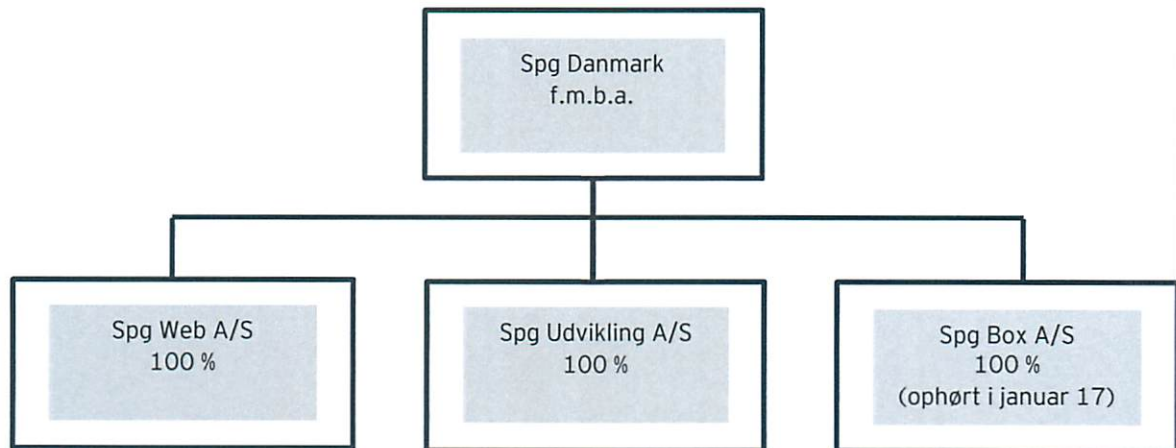 Spg Danmark
f.m.b.a.
Spg Web A/S
100 %
Spg Udvikling A/S
100 %
Spg Box A/S
100 %
(ophørt i januar 17)